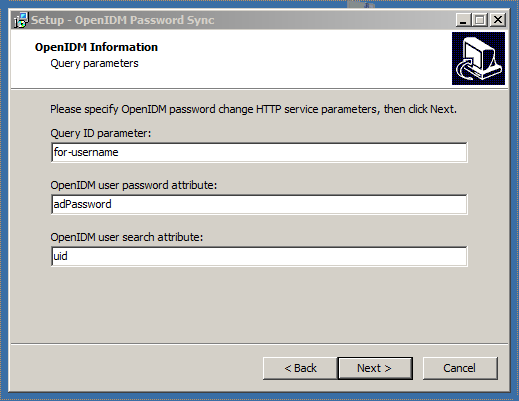 Setup - OpenIDM Password Sync
OpenIDM Information
Query parameters
Please specify OpenIDM password change HTTP service parameters, then click Next.
Query ID parameter:
for-username
OpenIDM user password attribute:
adPassword
OpenIDM user search attribute:
uid
< Back
Next >
Cancel